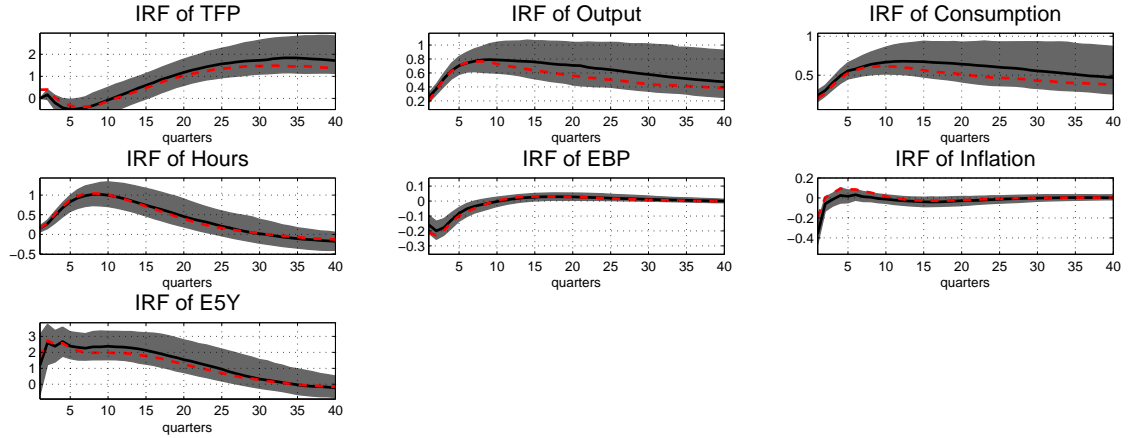 IRF of TFP
2
1
0
5 10 15 20 25 30 35 40
quarters
IRF of Output
1
0.8
0.6
0.4
0.2
5 10 15 20 25 30 35 40
quarters
IRF of Consumption
1
0.5
5 10 15 20 25 30 35 40
quarters
IRF of Hours
1
0.5
0
−0.5
5 10 15 20 25 30 35 40
quarters
IRF of EBP
0.1
0
−0.1
−0.2
−0.3
5 10 15 20 25 30 35 40
quarters
IRF of Inflation
0.2
0
−0.2
−0.4
5 10 15 20 25 30 35 40
quarters
IRF of E5Y
3
2
1
0
5 10 15 20 25 30 35 40
quarters